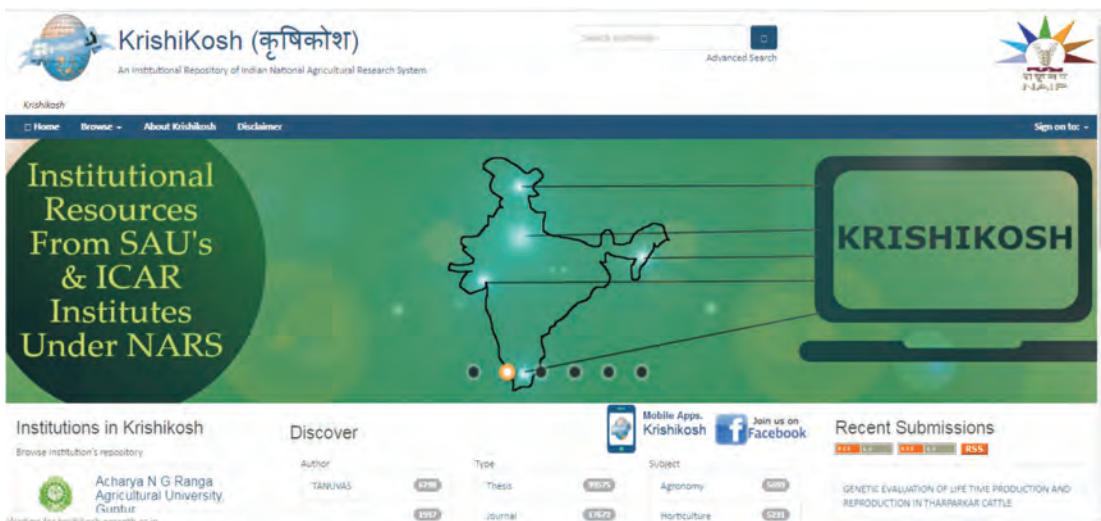 KrishiKosh (कृषिकोश)
An Institutional Repository of Indian National Agricultural Research System
Advanced Search
NAIP
Krishikosh
Home Browse About Krishikosh Disclaimer Sign on to:
Institutional
Resources
From SAU's
& ICAR
Institutes
Under NARS
KRISHIKOSH
Institutions in Krishikosh
Browse institution's repository
Acharya N G Ranga
Agricultural University,
Guntur
Discover
Mobile Apps.
Krishikosh
Join us on
Facebook
Author
TANUVAS
Type
Thesis
Journal
Subject
Agronomy
Horticulture
Recent Submissions
RSS
GENETIC EVALUATION OF LIFE TIME PRODUCTION AND
REPRODUCTION IN THARPARKAR CATTLE